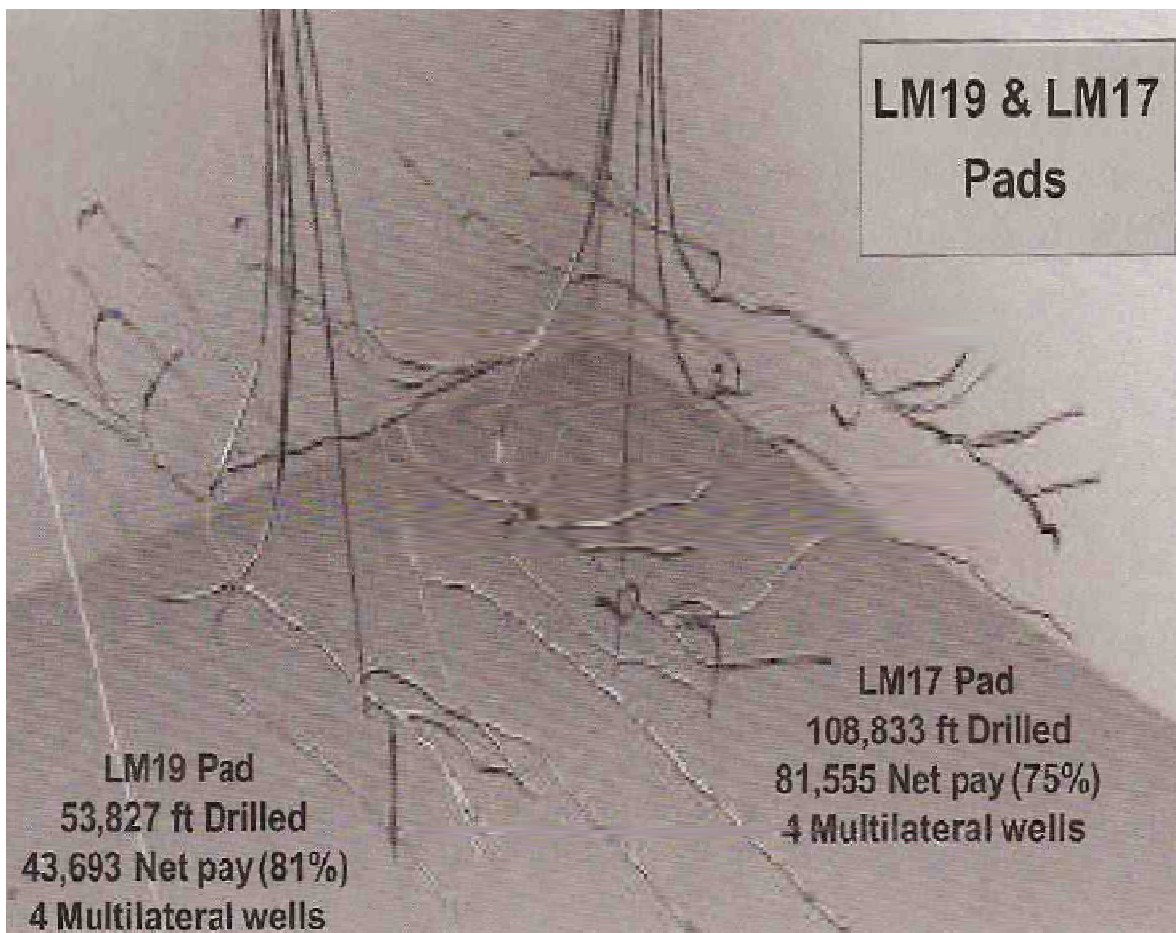 LM19 & LM17
Pads
LM17 Pad
108,833 ft Drilled
81,555 Net pay (75%)
4 Multilateral wells
LM19 Pad
53,827 ft Drilled
43,693 Net pay (81%)
4 Multilateral wells